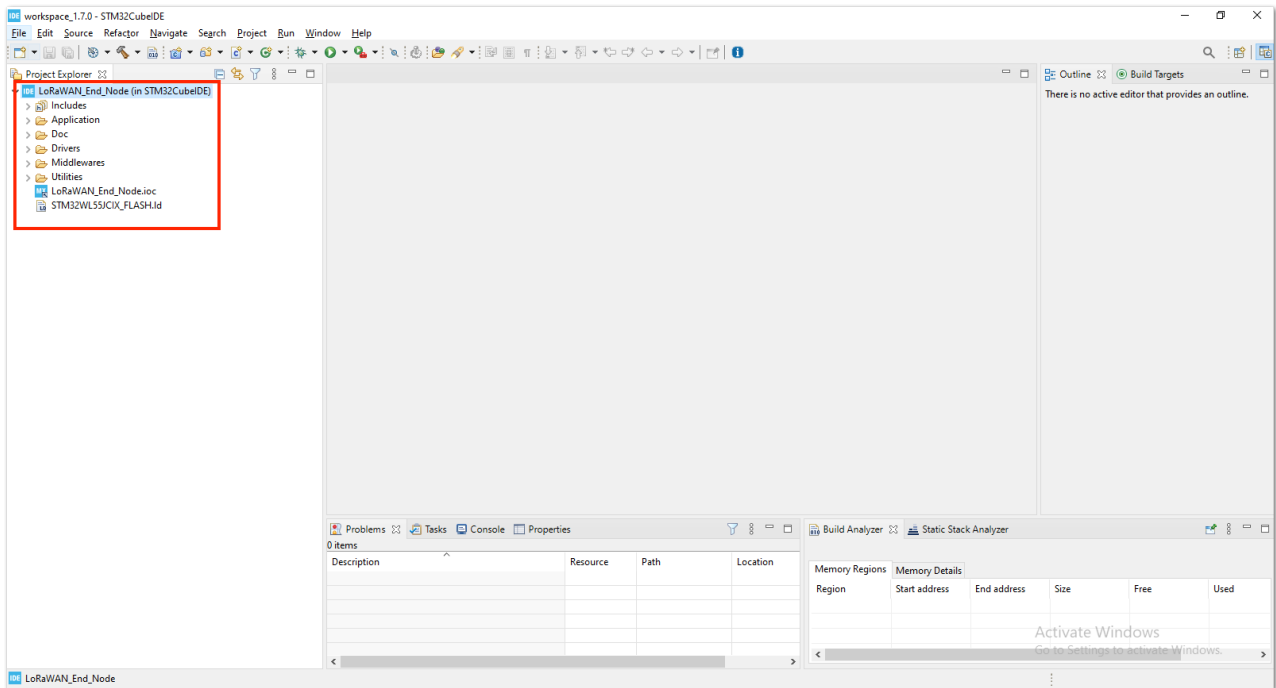 IDE workspace_1.7.0 - STM32CubeIDE
File Edit Source Refactor Navigate Search Project Run Window Help
Project Explorer
IDE LoRaWAN_End_Node (in STM32CubeIDE)
Includes
Application
Doc
Drivers
Middlewares
Utilities
MX LoRaWAN_End_Node.ioc
STM32WL55JCIX_FLASH.ld
Outline Build Targets
There is no active editor that provides an outline.
Problems Tasks Console Properties
0 items
Description Resource Path Location
Build Analyzer Static Stack Analyzer
Memory Regions Memory Details
Region Start address End address Size Free Used
Activate Windows
Go to Settings to activate Windows.
IDE LoRaWAN_End_Node